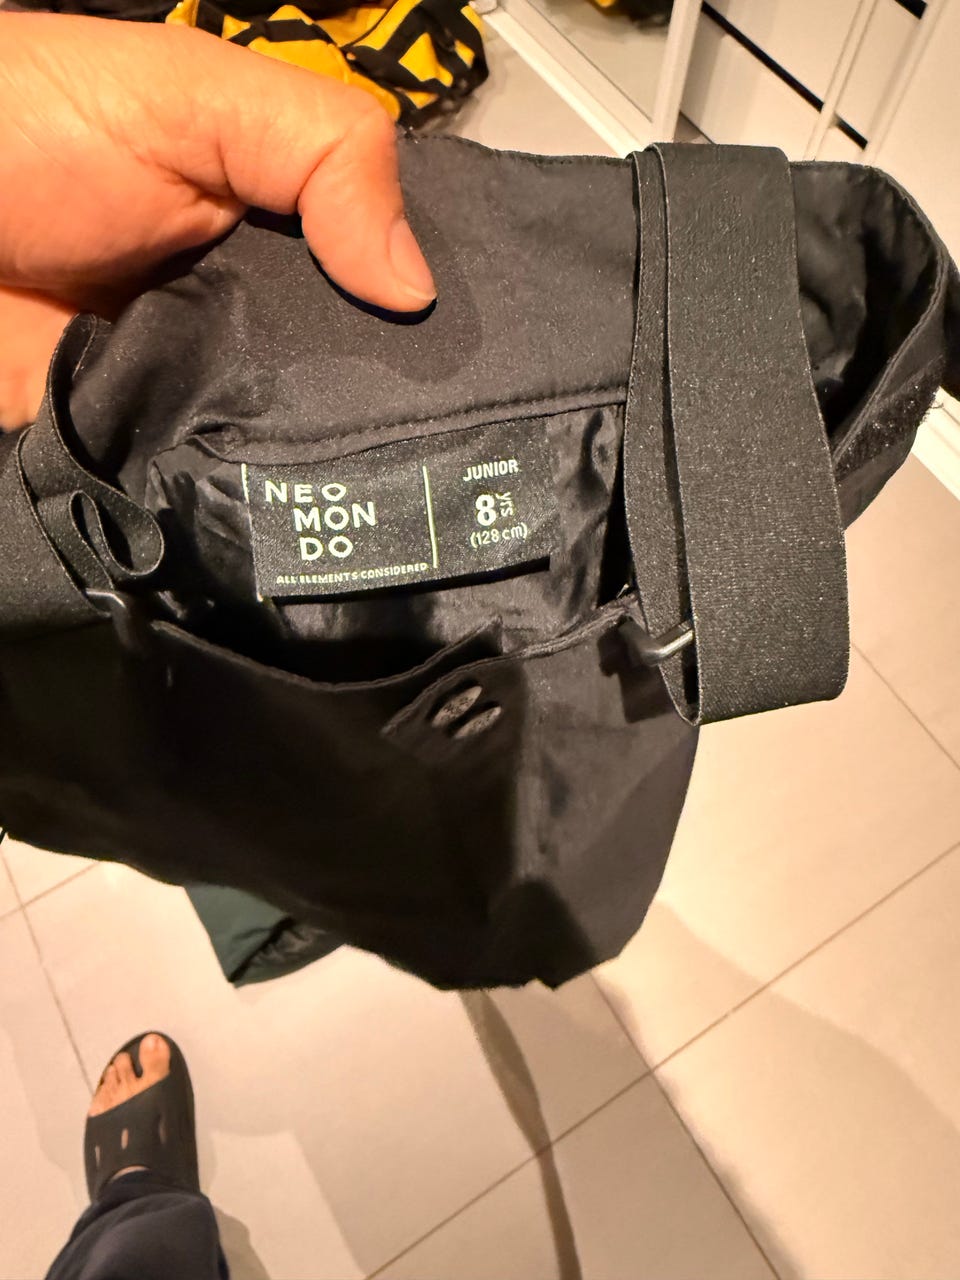 NEO
MON
DO
ALL ELEMENTS CONSIDERED
JUNIOR
8 YRS
(128 cm)